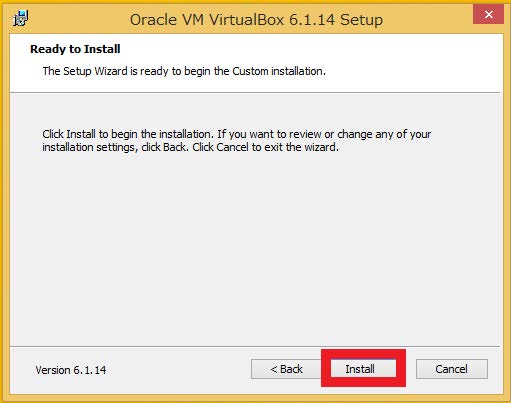 Oracle VM VirtualBox 6.1.14 Setup
Ready to Install
The Setup Wizard is ready to begin the Custom installation.
Click Install to begin the installation. If you want to review or change any of your
installation settings, click Back. Click Cancel to exit the wizard.
Version 6.1.14
< Back
Install
Cancel